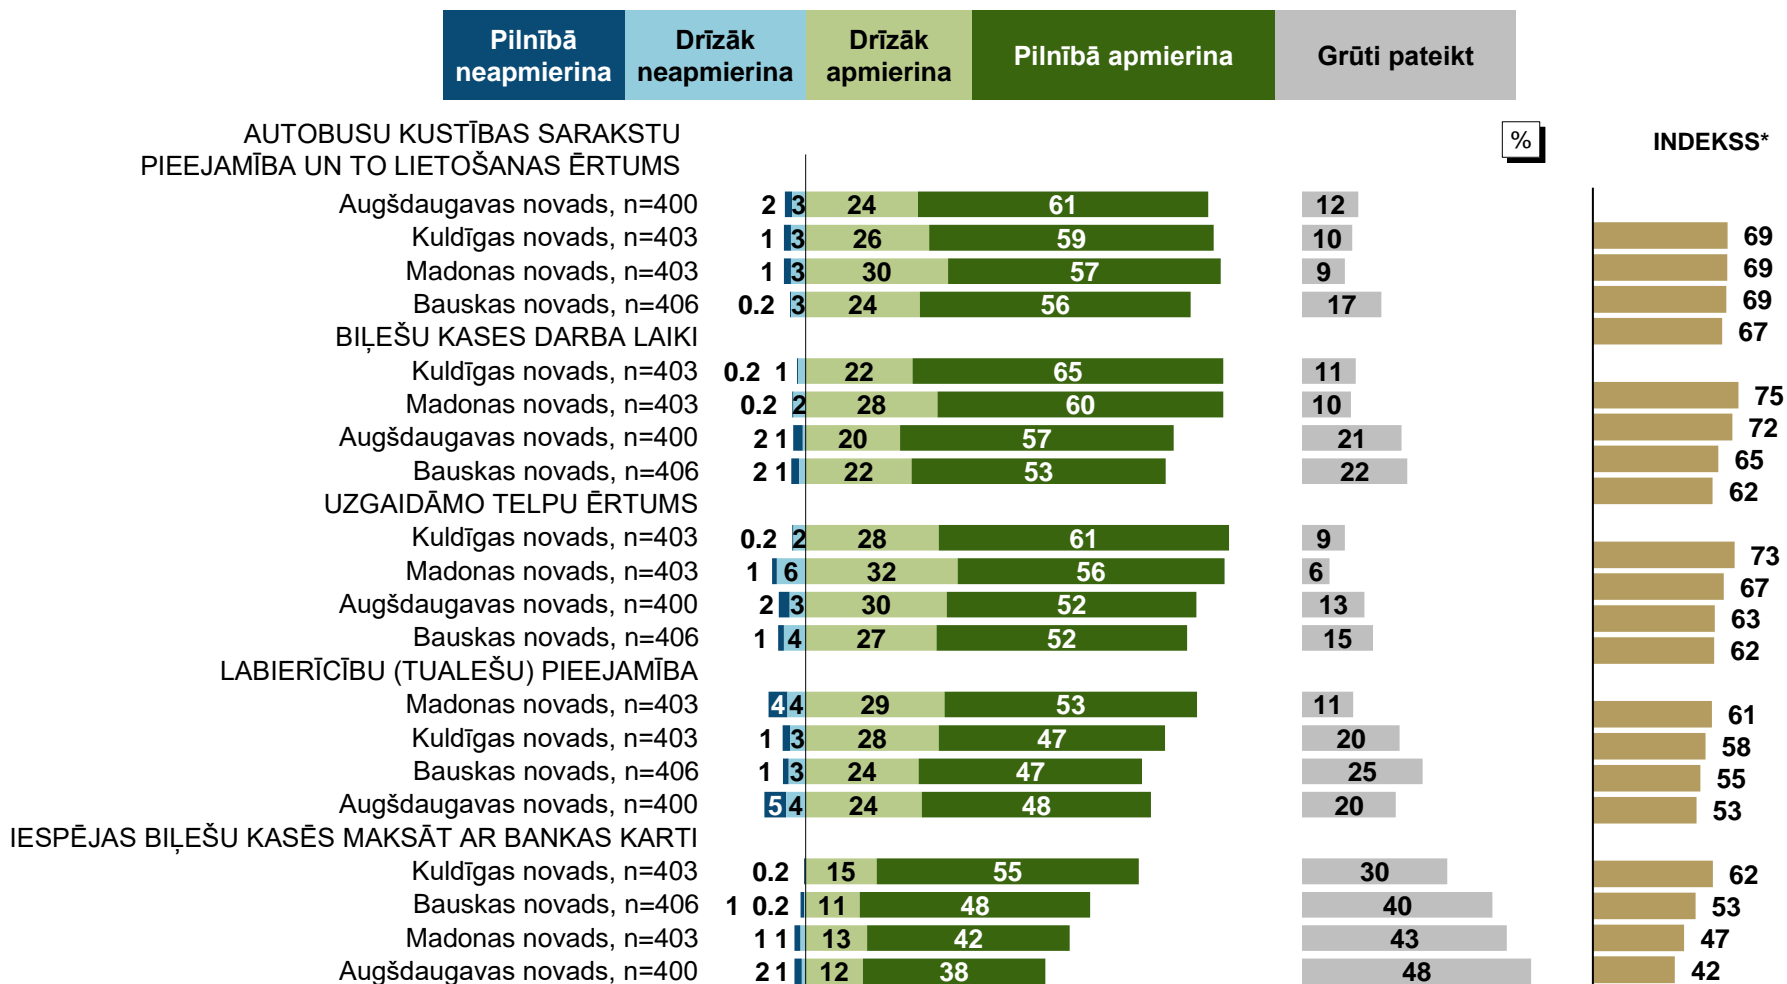 Pilnībā neapmierina
Drīzāk neapmierina
Drīzāk apmierina
Pilnībā apmierina
Grūti pateikt
AUTOBUSU KUSTĪBAS SARAKSTU
PIEEJAMĪBA UN TO LIETOŠANAS ĒRTUMS
%
INDEKSS*
Augšdaugavas novads, n=400 2 3 24 61 12
Kuldīgas novads, n=403 1 3 26 59 10 69
Madonas novads, n=403 1 3 30 57 9 69
Bauskas novads, n=406 0.2 3 24 56 17 69
BIĻEŠU KASES DARBA LAIKI 67
Kuldīgas novads, n=403 0.2 1 22 65 11
Madonas novads, n=403 0.2 2 28 60 10 75
Augšdaugavas novads, n=400 2 1 20 57 21 72
Bauskas novads, n=406 2 1 22 53 22 65
UZGAIDĀMO TELPU ĒRTUMS 62
Kuldīgas novads, n=403 0.2 2 28 61 9
Madonas novads, n=403 1 6 32 56 6 73
Augšdaugavas novads, n=400 2 3 30 52 13 67
Bauskas novads, n=406 1 4 27 52 15 63
LABIERĪCĪBU (TUALEŠU) PIEEJAMĪBA 62
Madonas novads, n=403 4 4 29 53 11
Kuldīgas novads, n=403 1 3 28 47 20 61
Bauskas novads, n=406 1 3 24 47 25 58
Augšdaugavas novads, n=400 5 4 24 48 20 55
IESPĒJAS BIĻEŠU KASĒS MAKSĀT AR BANKAS KARTI 53
Kuldīgas novads, n=403 0.2 15 55 30 62
Bauskas novads, n=406 1 0.2 11 48 40 53
Madonas novads, n=403 1 1 13 42 43 47
Augšdaugavas novads, n=400 2 1 12 38 48 42